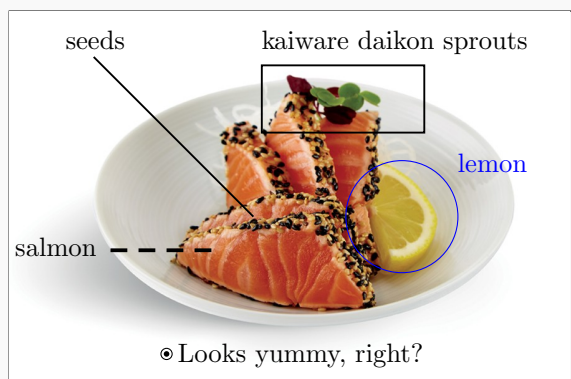 seeds
kaiware daikon sprouts
lemon
salmon
⦿ Looks yummy, right?